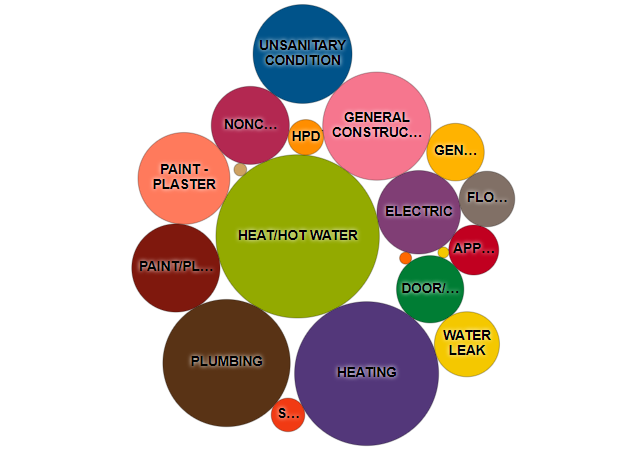 UNSANITARY
CONDITION
NONC...
HPD
GENERAL
CONSTRUC...
GEN...
PAINT -
PLASTER
FLO...
ELECTRIC
HEAT/HOT WATER
APP...
PAINT/PL...
DOOR/...
WATER
LEAK
PLUMBING
HEATING
S...